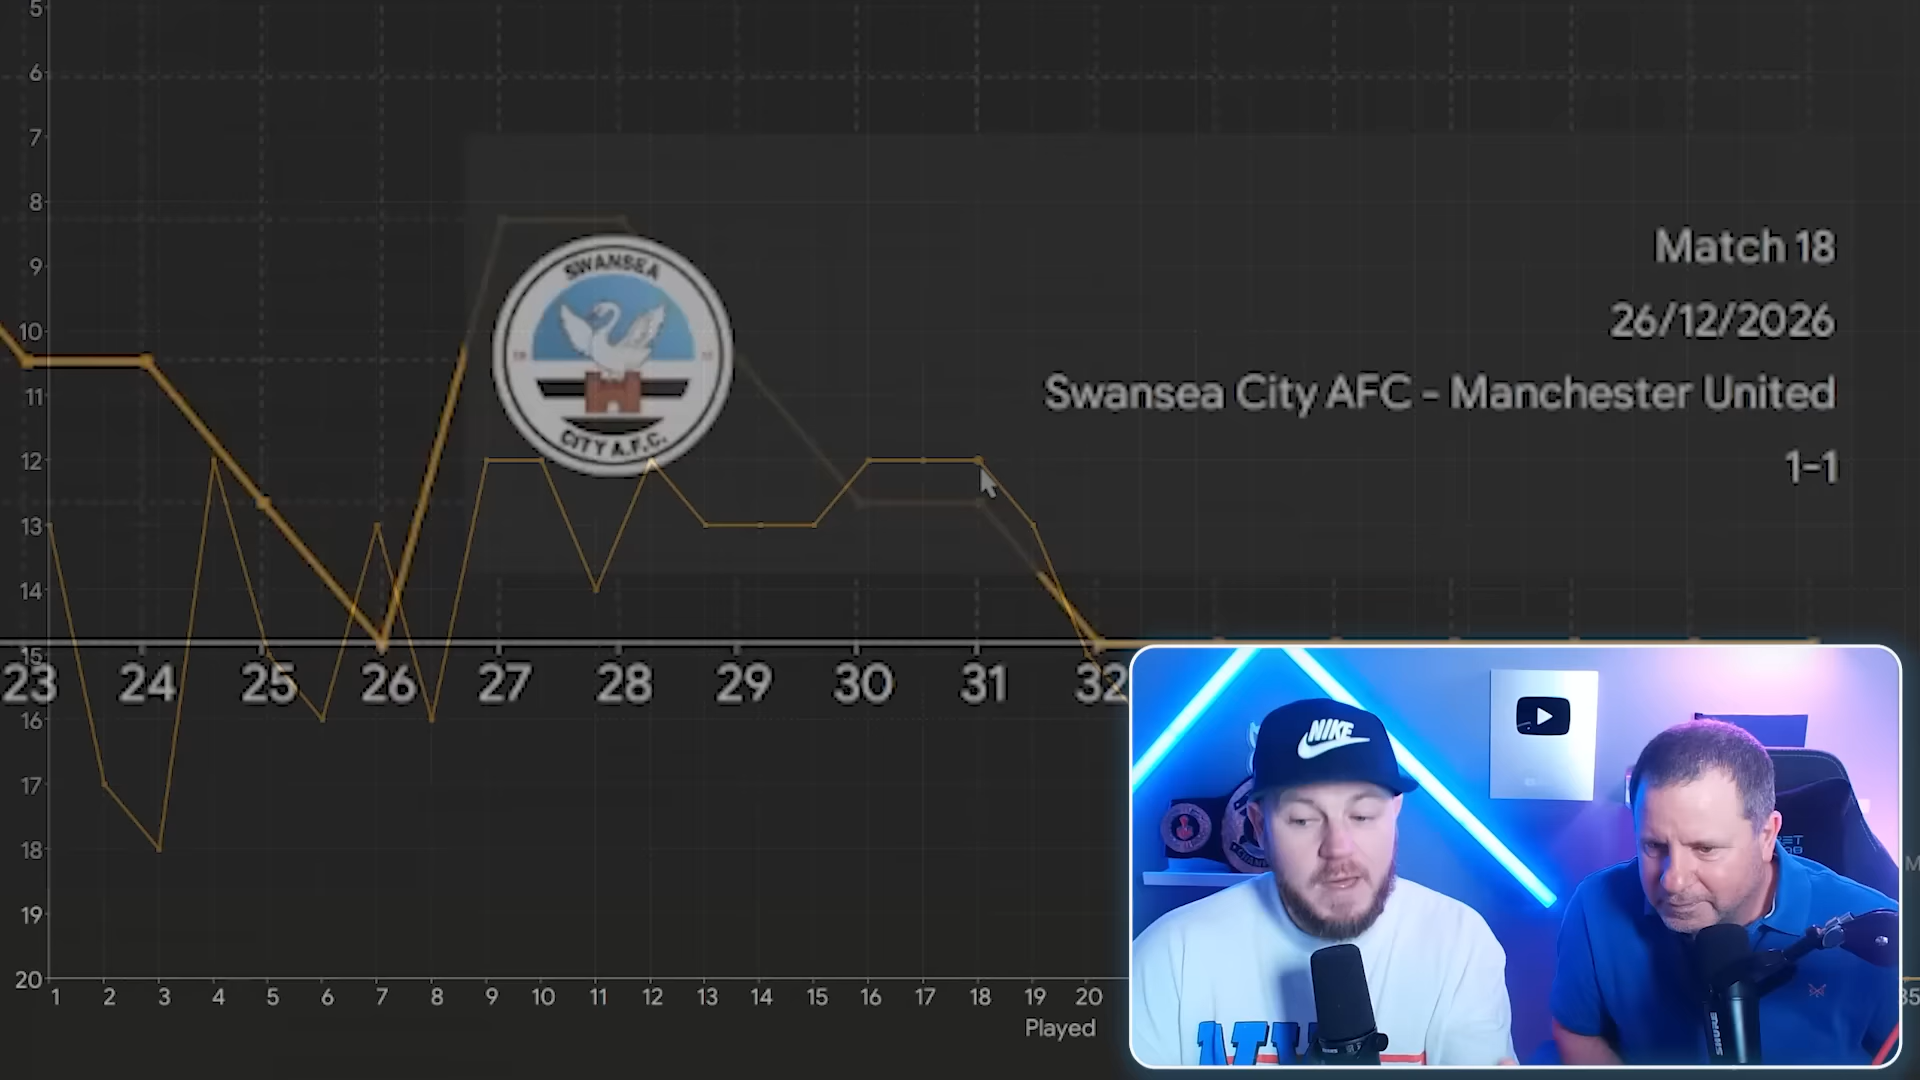 5
6
7
8
9
10
11
12
13
14
15
16
17
18
19
20
Match 18
26/12/2026
Swansea City AFC - Manchester United
1-1
SWANSEA
CITY A.F.C.
23 24 25 26 27 28 29 30 31 32
1 2 3 4 5 6 7 8 9 10 11 12 13 14 15 16 17 18 19 20
Played
35
NIKE
SHURE